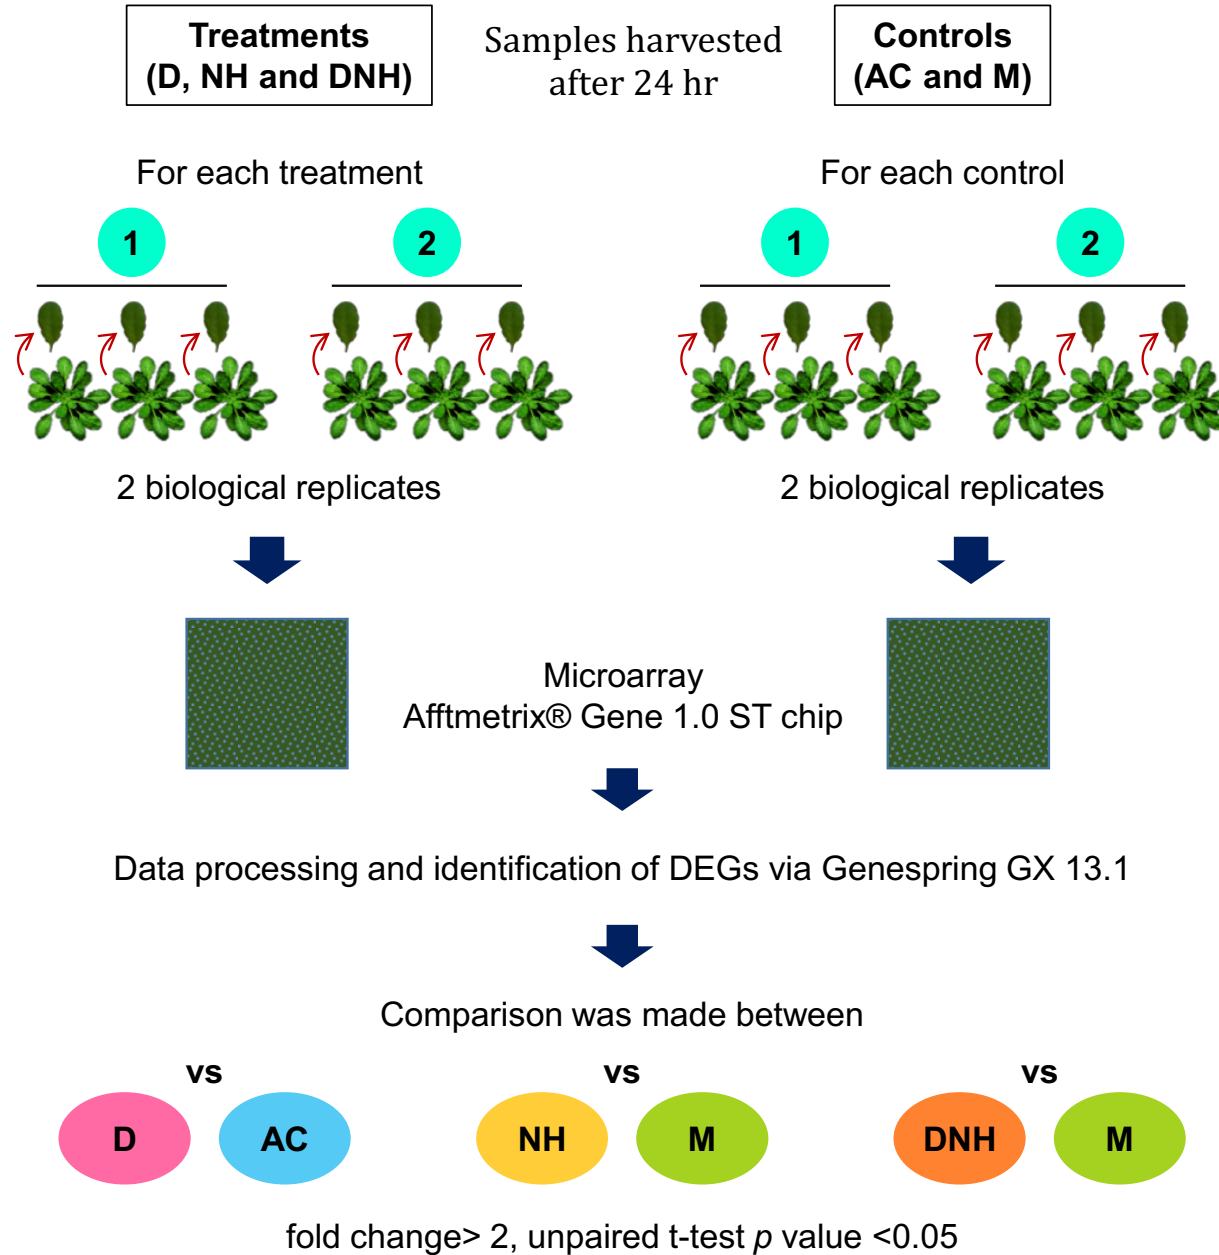 Treatments
(D, NH and DNH)
Samples harvested
after 24 hr
Controls
(AC and M)
For each treatment
For each control
1
2
1
2
2 biological replicates
2 biological replicates
Microarray
Afftmetrix® Gene 1.0 ST chip
Data processing and identification of DEGs via Genespring GX 13.1
Comparison was made between
vs
vs
vs
D
AC
NH
M
DNH
M
fold change> 2, unpaired t-test p value <0.05